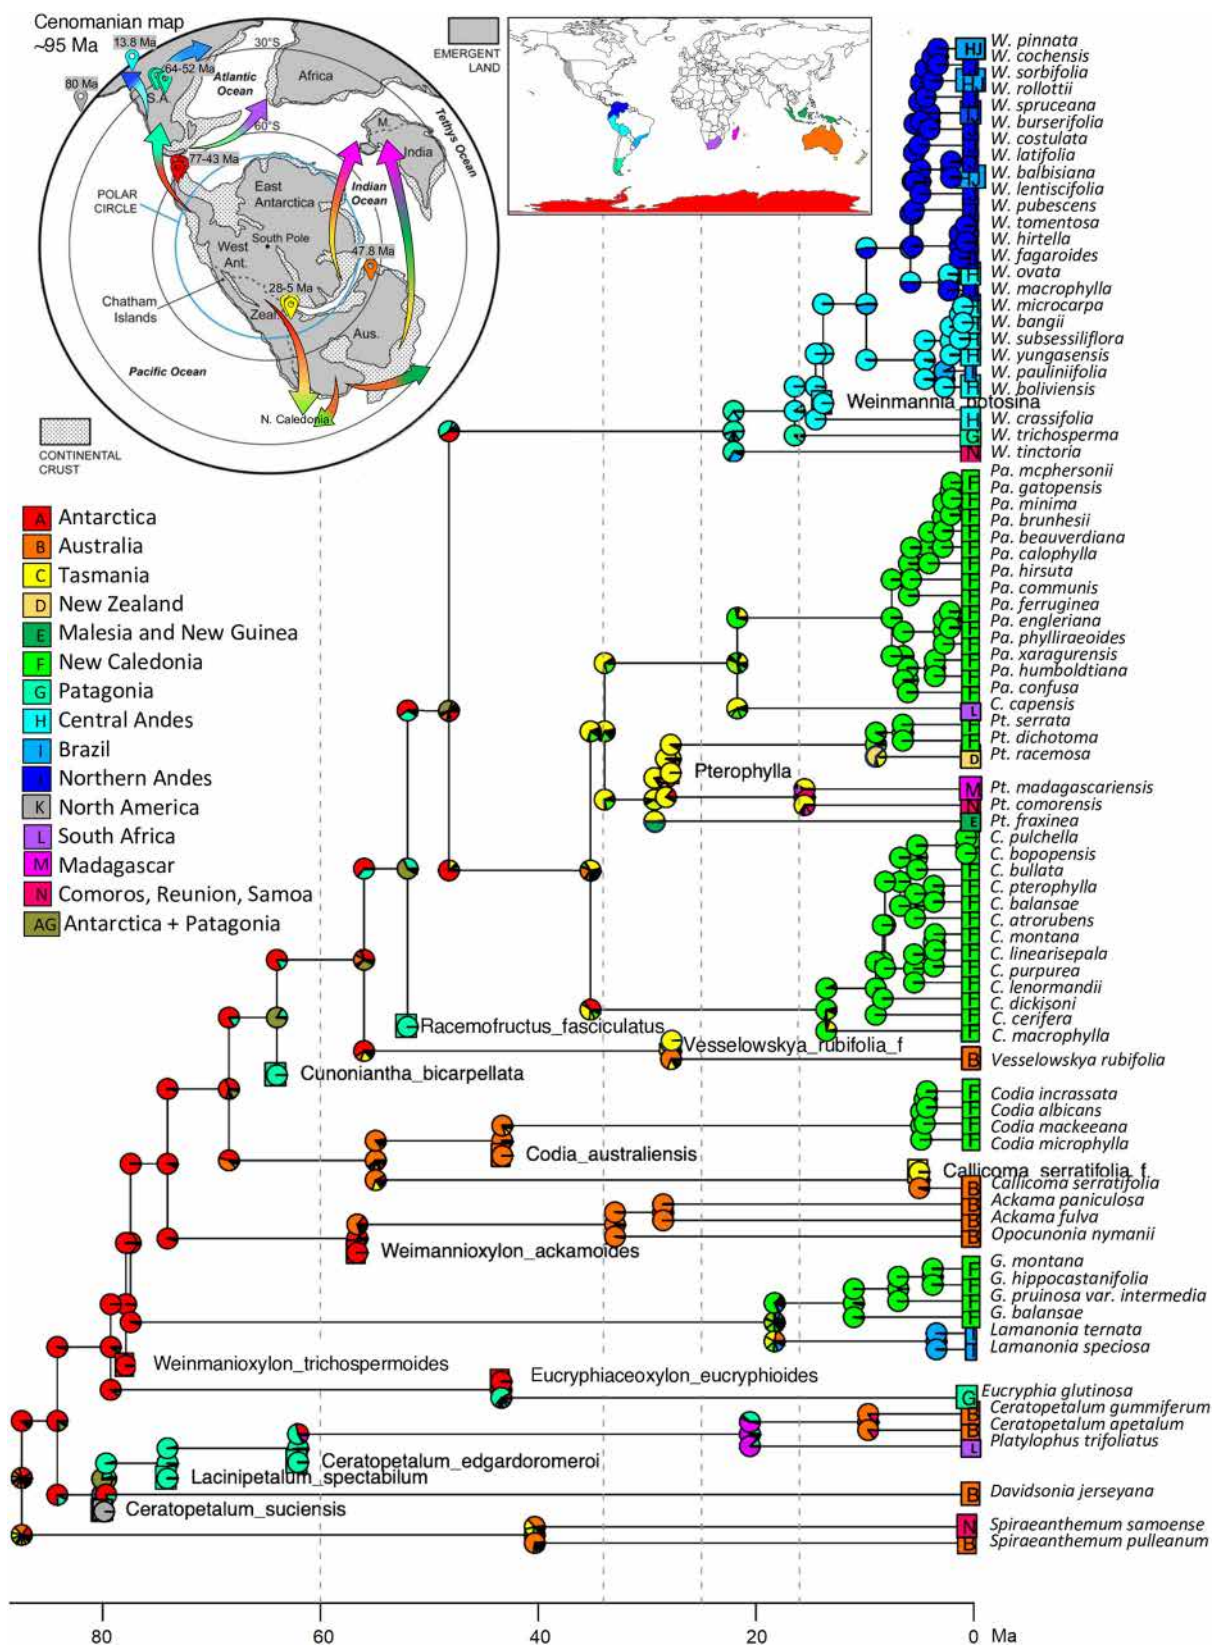 Cenomanian map
~95 Ma
13.8 Ma
64-52 Ma
80 Ma
S.A.
30°S
Atlantic
Ocean
Africa
60°S
Tethys Ocean
M.
India
77-43 Ma
POLAR
CIRCLE
East
Antarctica
Indian
Ocean
West
Ant.
South Pole
47.8 Ma
28-5 Ma
Chatham
Islands
Zeal.
Aus.
Pacific Ocean
N. Caledonia
EMERGENT
LAND
CONTINENTAL
CRUST
A Antarctica
B Australia
C Tasmania
D New Zealand
E Malesia and New Guinea
F New Caledonia
G Patagonia
H Central Andes
I Brazil
Northern Andes
K North America
L South Africa
M Madagascar
N Comoros, Reunion, Samoa
AG Antarctica + Patagonia
W. pinnata
W. cochensis
W. sorbifolia
W. rollottii
W. spruceana
W. burserifolia
W. costulata
W. latifolia
W. balbisiana
W. lentiscifolia
W. pubescens
W. tomentosa
W. hirtella
W. fagaroides
W. ovata
W. macrophylla
W. microcarpa
W. bangii
W. subsessiliflora
W. yungasensis
W. pauliniifolia
W. boliviensis
Weinmannia_potosina
W. crassifolia
W. trichosperma
W. tinctoria
Pa. mcphersonii
Pa. gatopensis
Pa. minima
Pa. brunhesii
Pa. beauverdiana
Pa. calophylla
Pa. hirsuta
Pa. communis
Pa. ferruginea
Pa. engleriana
Pa. phylliraeoides
Pa. xaragurensis
Pa. humboldtiana
Pa. confusa
C. capensis
Pt. serrata
Pt. dichotoma
Pt. racemosa
Pterophylla
Pt. madagascariensis
Pt. comorensis
Pt. fraxinea
C. pulchella
C. bopopensis
C. bullata
C. pterophylla
C. balansae
C. atrorubens
C. montana
C. linearisepala
C. purpurea
C. lenormandii
C. dickisoni
C. cerifera
C. macrophylla
Racemofructus_fasciculatus
Vesselowskya_rubifolia_f
Vesselowskya rubifolia
Cunoniantha_bicarpellata
Codia incrassata
Codia albicans
Codia mackeeana
Codia microphylla
Codia_australiensis
Callicoma_serratifolia_f
Callicoma serratifolia
Ackama paniculosa
Ackama fulva
Opocunonia nymanii
Weimannioxylon_ackamoides
G. montana
G. hippocastanifolia
G. pruinosa var. intermedia
G. balansae
Lamanonia ternata
Lamanonia speciosa
Weinmanioxylon_trichospermoides
Eucryphiaceoxylon_eucryphioides
Eucryphia glutinosa
Ceratopetalum gummiferum
Ceratopetalum apetalum
Platylophus trifoliatus
Ceratopetalum_edgardoromeroi
Lacinipetalum_spectabilum
Davidsonia jerseyana
Ceratopetalum_suciensis
Spiraeanthemum samoense
Spiraeanthemum pulleanum
80 60 40 20 0 Ma